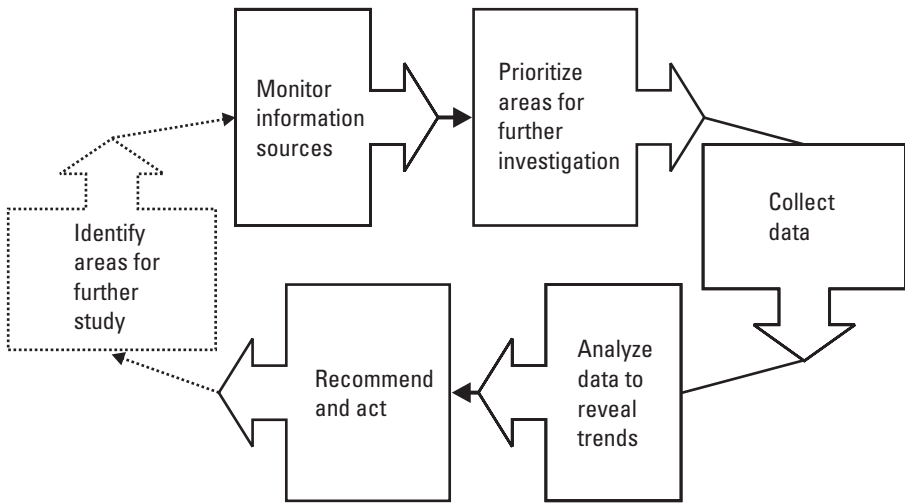 Monitor
information
sources
Prioritize
areas for
further
investigation
Collect
data
Analyze
data to
reveal
trends
Recommend
and act
Identify
areas for
further
study